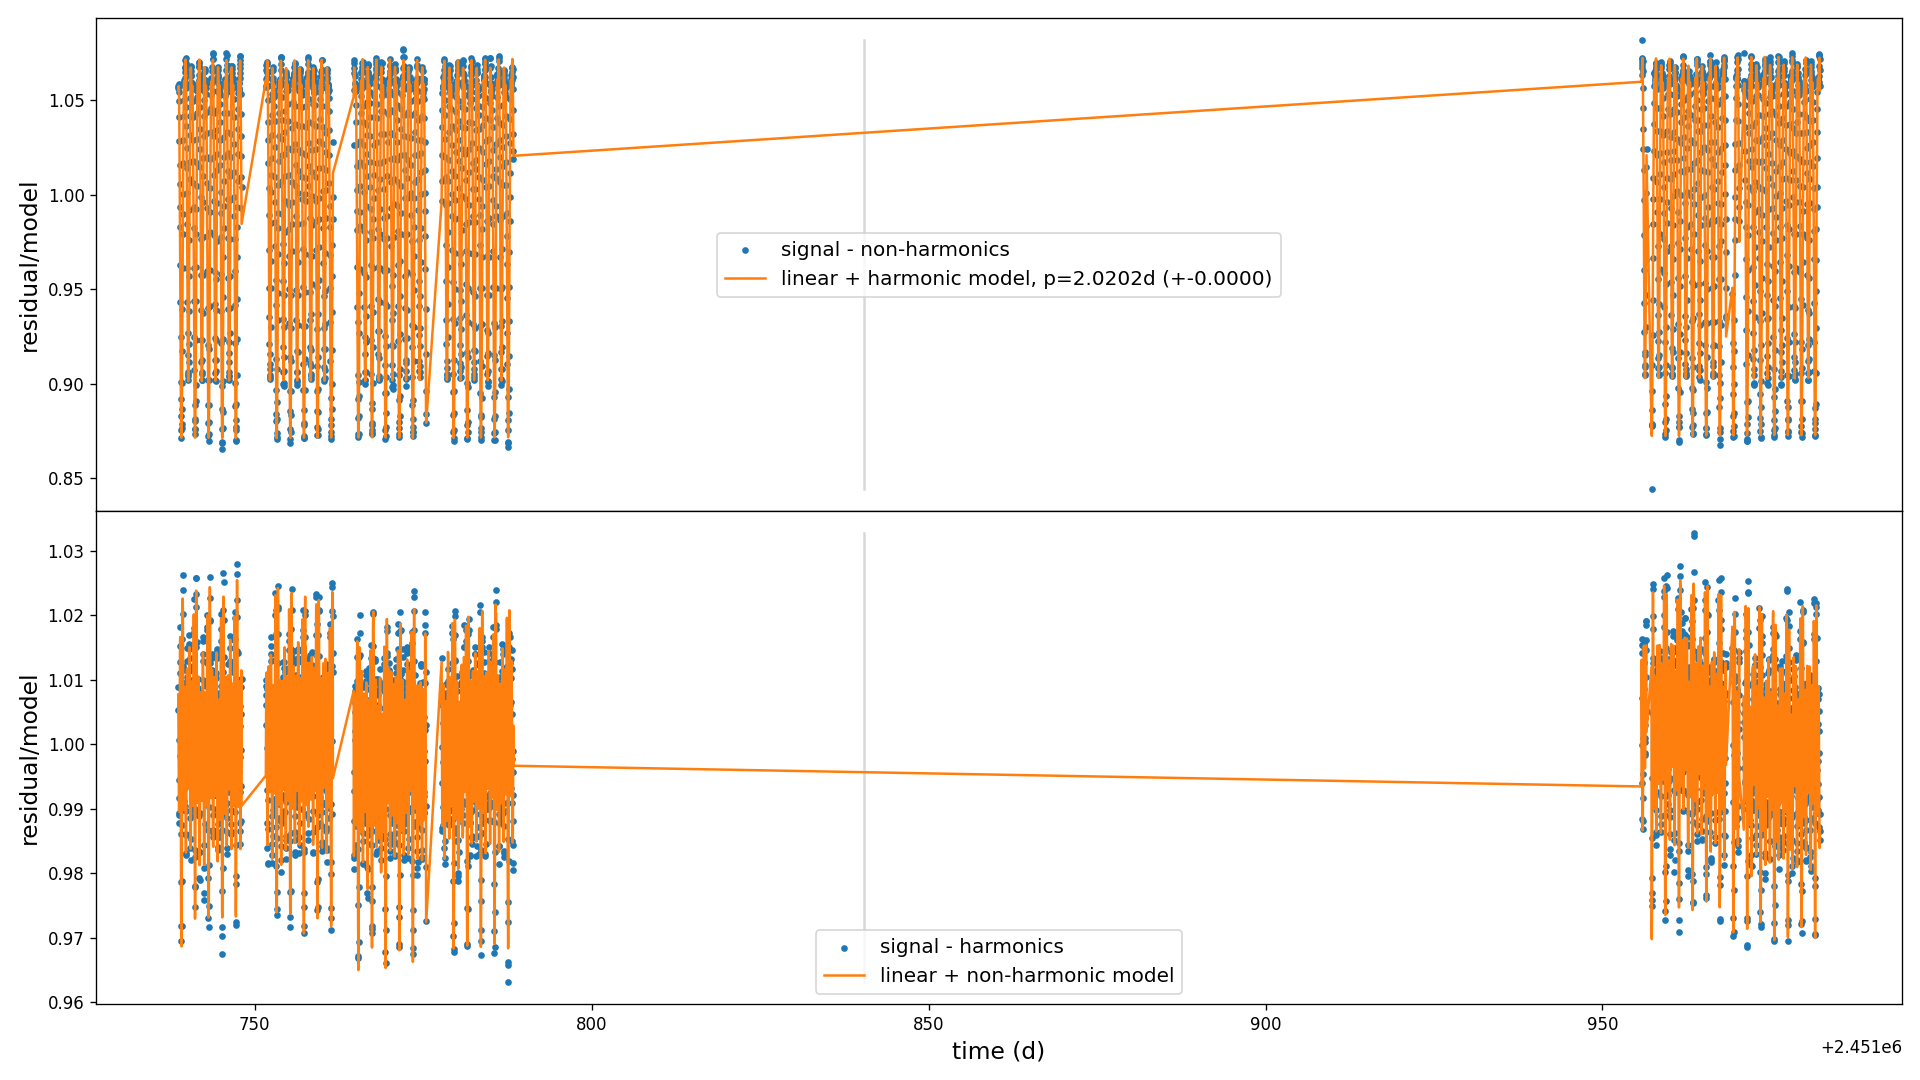 1.05
1.00
0.95
0.90
0.85
residual/model
signal - non-harmonics
linear + harmonic model, p=2.0202d (+-0.0000)
1.03
1.02
1.01
1.00
0.99
0.98
0.97
0.96
residual/model
signal - harmonics
linear + non-harmonic model
750 800 850 900 950
time (d)
+2.451e6